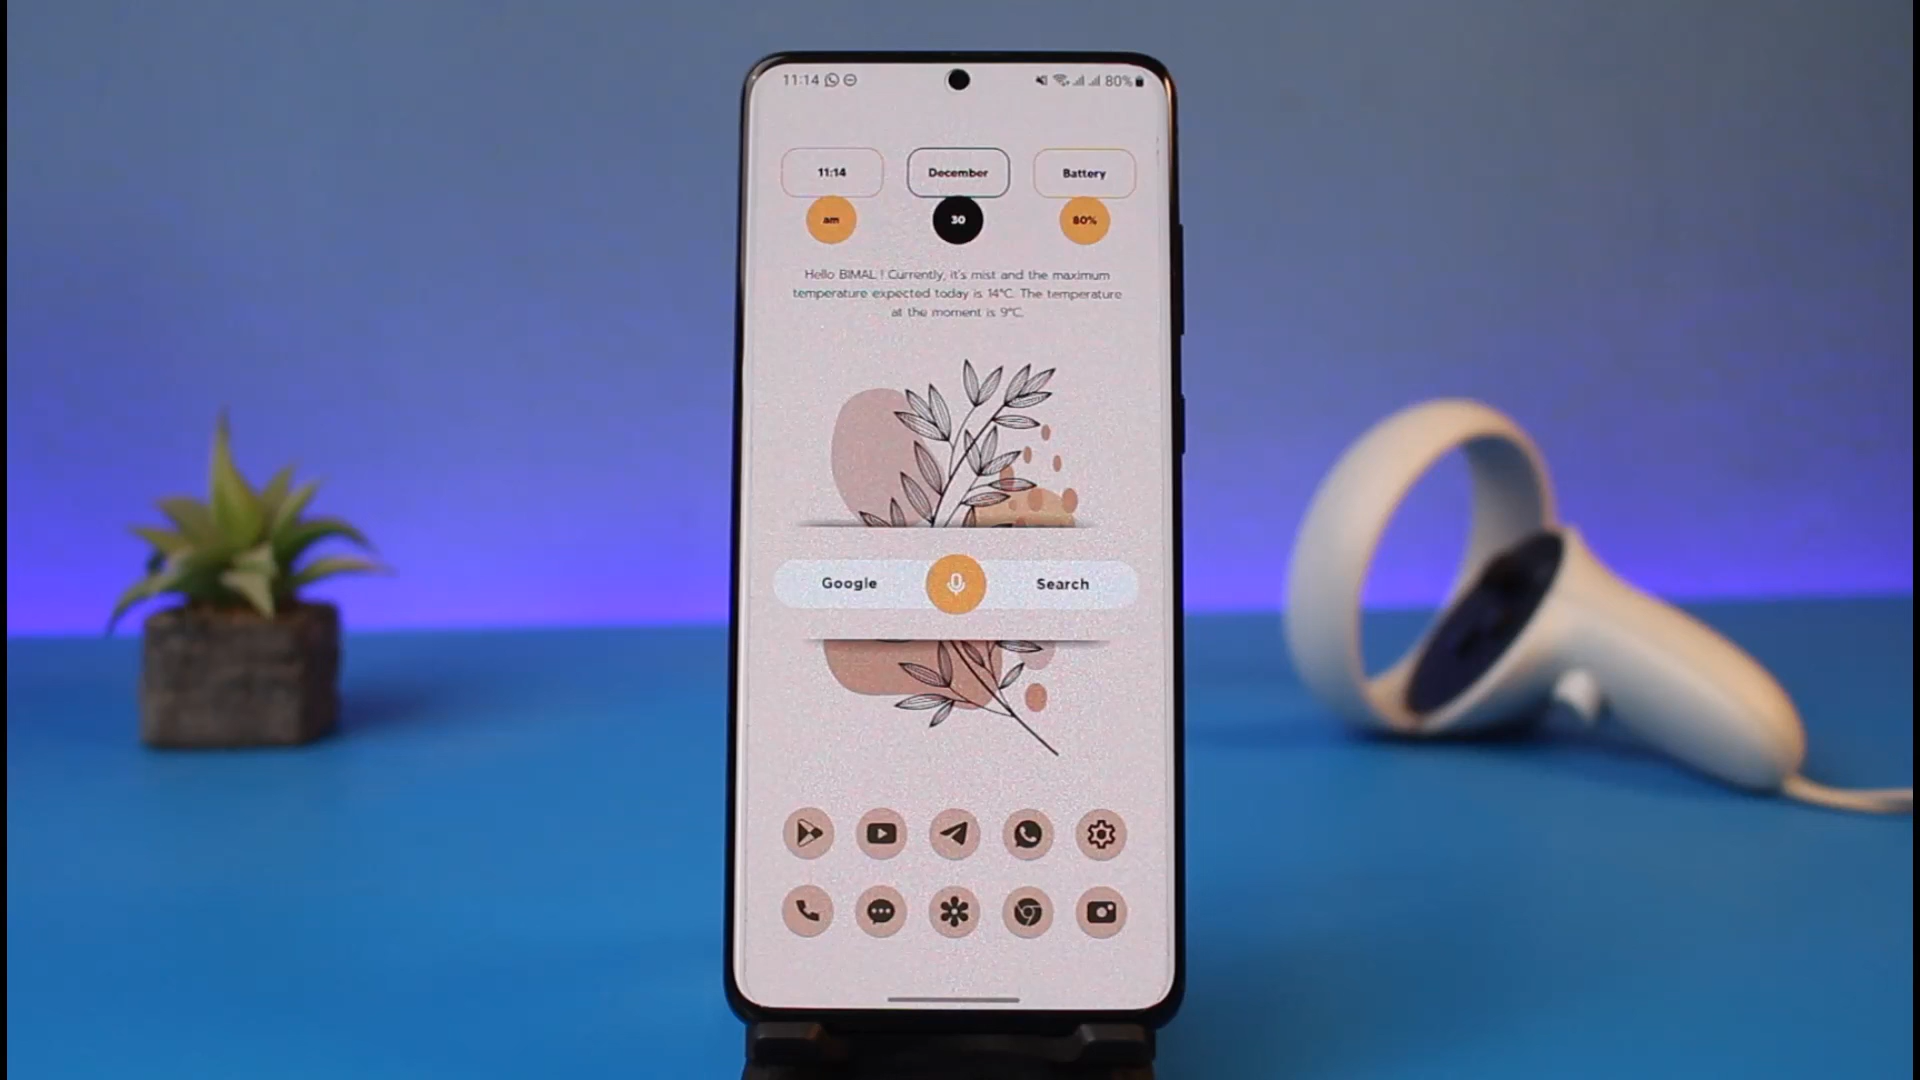 11:14
80%
11:14
am
December
30
Battery
80%
Hello BIMAL ! Currently, it's mist and the maximum
temperature expected today is 14°C. The temperature
at the moment is 9°C.
Google
Search